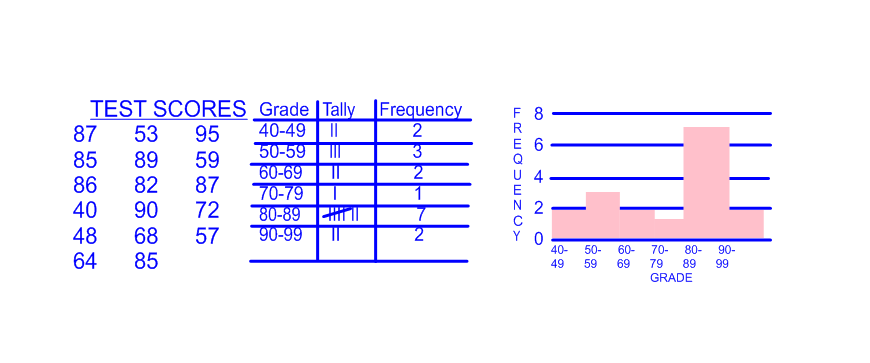 TEST SCORES
87 53 95
85 89 59
86 82 87
40 90 72
48 68 57
64 85
Grade Tally Frequency
40-49 II 2
50-59 III 3
60-69 II 2
70-79 I 1
80-89 IIII II 7
90-99 II 2
FREQUENCY
8
6
4
2
0
40-49 50-59 60-69 70-79 80-89 90-99
GRADE